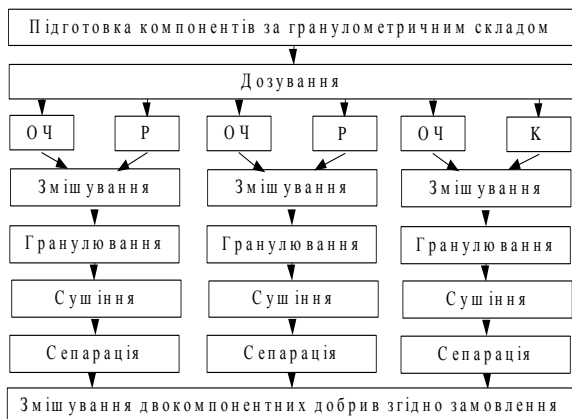 Підготовка компонентів за гранулометричним складом
Дозування
ОЧ Р ОЧ Р ОЧ К
Змішування Змішування Змішування
Гранулювання Гранулювання Гранулювання
Сушіння Сушіння Сушіння
Сепарація Сепарація Сепарація
Змішування двокомпонентних добрив згідно замовлення